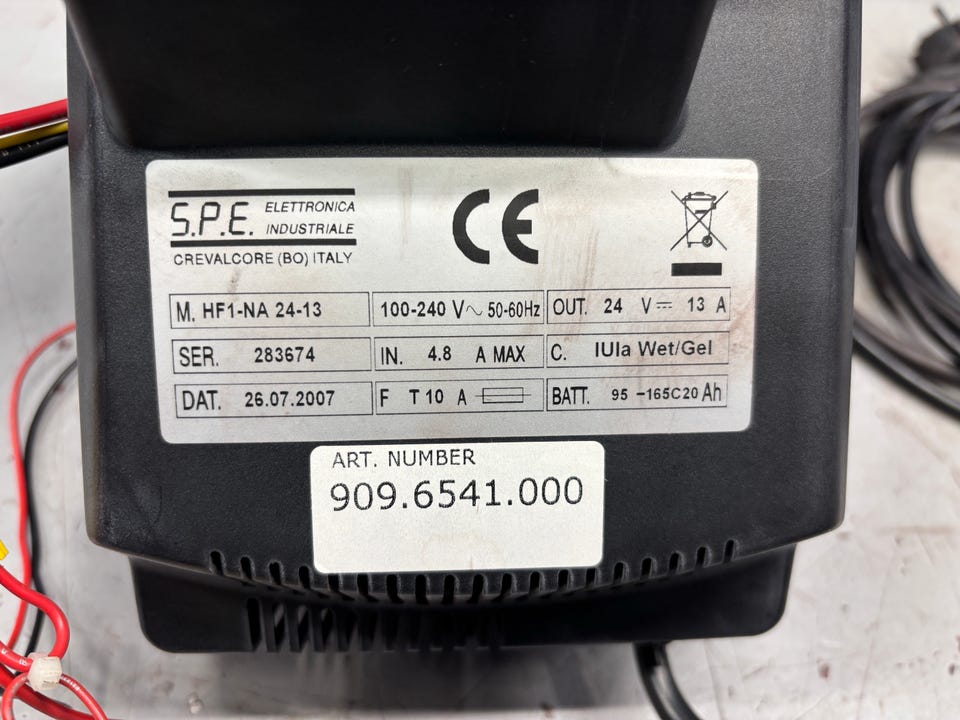 S.P.E. ELETTRONICA INDUSTRIALE
CREVALCORE (BO) ITALY
CE
M. HF1-NA 24-13
100-240 V~ 50-60Hz
OUT. 24 V⎓ 13 A
SER. 283674
IN. 4.8 A MAX
C. IUIa Wet/Gel
DAT. 26.07.2007
F T 10 A
BATT. 95 -165C20 Ah
ART. NUMBER
909.6541.000